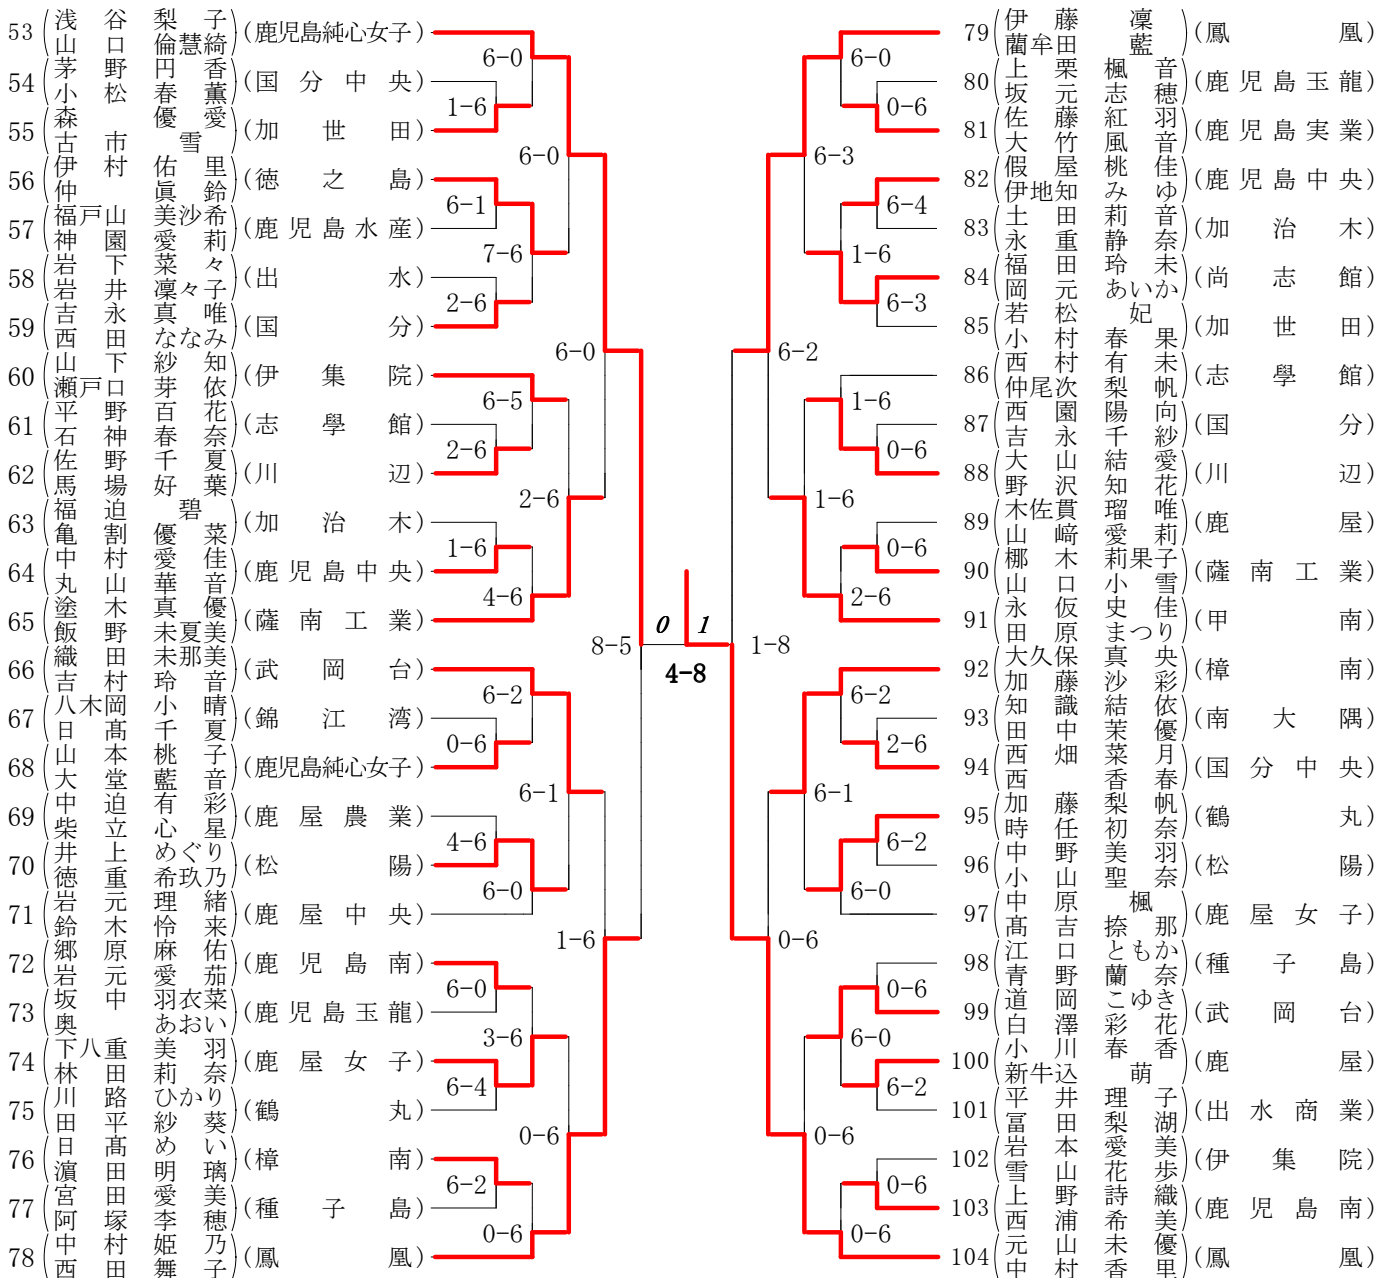 53 浅谷梨子 (鹿児島純心女子)
山口倫慧綺
54 茅野円香 (国分中央)
小松春薫
55 森優愛 (加世田)
古市雪
56 伊村佑里 (徳之島)
仲眞鈴
57 福戸山美沙希 (鹿児島水産)
神園愛莉
58 岩下菜々 (出水)
岩井凜々子
59 吉永真唯 (国分)
西田ななみ
60 山下紗知 (伊集院)
瀬戸口芽依
61 平野百花 (志學館)
石神春奈
62 佐野千夏 (川辺)
馬場好葉
63 福迫碧 (加治木)
亀割優菜
64 中村愛佳 (鹿児島中央)
丸山華音
65 塗木真優 (薩南工業)
飯野未夏美
66 織田未那美 (武岡台)
吉村玲音
67 八木岡小晴 (錦江湾)
日髙千夏
68 山本桃子 (鹿児島純心女子)
大堂藍音
69 中迫有彩 (鹿屋農業)
柴立心星
70 井上めぐり (松陽)
徳重希玖乃
71 岩元理緒 (鹿屋中央)
鈴木怜来
72 郷原麻佑 (鹿児島南)
岩元愛茄
73 坂中羽衣菜 (鹿児島玉龍)
奥あおい
74 下八重美羽 (鹿屋女子)
林田莉奈
75 川路ひかり (鶴丸)
田平紗葵
76 日髙めい (樟南)
濵田明璃
77 宮田愛美 (種子島)
阿塚李穂
78 中村姫乃 (鳳凰)
西田舞子
6-0
1-6
6-0
6-1
7-6
2-6
6-0
6-5
2-6
2-6
1-6
4-6
8-5
6-2
0-6
6-1
4-6
6-0
1-6
6-0
3-6
6-4
0-6
6-2
0-6
0 1
4-8
6-0
0-6
6-3
6-4
1-6
6-3
6-2
1-6
0-6
1-6
0-6
2-6
1-8
6-2
2-6
6-1
6-2
6-0
0-6
0-6
6-0
6-2
0-6
0-6
0-6
79 伊藤凜 (鳳凰)
藺牟田藍
80 上栗楓音 (鹿児島玉龍)
坂元志穂
81 佐藤紅羽 (鹿児島実業)
大竹風音
82 假屋桃佳 (鹿児島中央)
伊地知みゆ
83 土田莉音 (加治木)
永重静奈
84 福田玲未 (尚志館)
岡元あいか
85 若松妃 (加世田)
小村春果
86 西村有未 (志學館)
仲尾次梨帆
87 西園陽向 (国分)
吉永千紗
88 大山結愛 (川辺)
野沢知花
89 木佐貫瑠唯 (鹿屋)
山﨑愛莉
90 梛木莉果子 (薩南工業)
山口小雪
91 永仮史佳 (甲南)
田原まつり
92 大久保真央 (樟南)
加藤沙彩
93 知識結依 (南大隅)
田中茉優
94 西畑菜月 (国分中央)
西香春
95 加藤梨帆 (鶴丸)
時任初奈
96 中野美羽 (松陽)
小山聖奈
97 中原楓 (鹿屋女子)
髙吉捺那
98 江口ともか (種子島)
青野蘭奈
99 道岡こゆき (武岡台)
白澤彩花
100 小川春香 (鹿屋)
新牛込萌
101 平井理子 (出水商業)
冨田梨湖
102 岩本愛美 (伊集院)
雪山花歩
103 上野詩織 (鹿児島南)
西浦希美
104 元山未優 (鳳凰)
中村香里